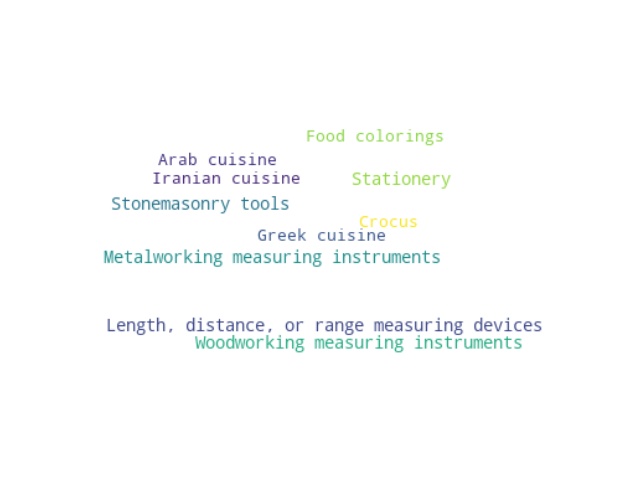 Food colorings
Arab cuisine
Iranian cuisine
Stationery
Stonemasonry tools
Crocus
Greek cuisine
Metalworking measuring instruments
Length, distance, or range measuring devices
Woodworking measuring instruments